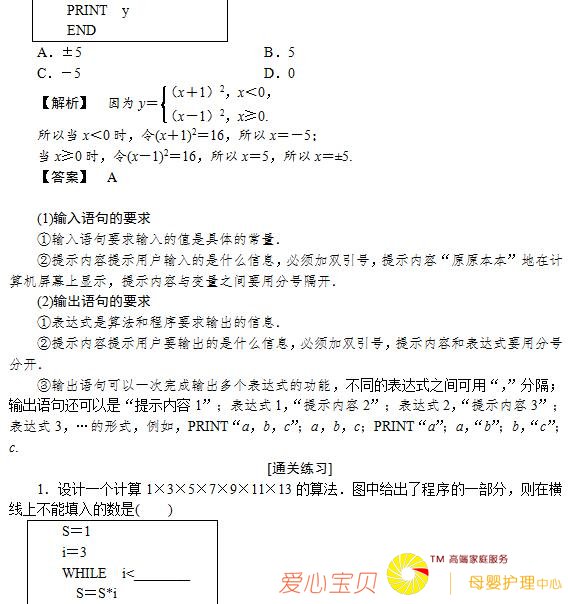 PRINT y
END
A．±5 B．5
C．－5 D．0
【解析】 因为 y＝{（x＋1）2，x＜0，
（x－1）2，x≥0.
所以当 x＜0 时，令(x＋1)2＝16，所以 x＝－5；
当 x≥0 时，令(x－1)2＝16，所以 x＝5，所以 x＝±5.
【答案】 A
(1)输入语句的要求
①输入语句要求输入的值是具体的常量．
②提示内容提示用户输入的是什么信息，必须加双引号，提示内容“原原本本”地在计
算机屏幕上显示，提示内容与变量之间要用分号隔开．
(2)输出语句的要求
①表达式是算法和程序要求输出的信息．
②提示内容提示用户要输出的是什么信息，必须加双引号，提示内容和表达式要用分号
分开．
③输出语句可以一次完成输出多个表达式的功能，不同的表达式之间可用“，”分隔；
输出语句还可以是“提示内容 1”；表达式 1，“提示内容 2”；表达式 2，“提示内容 3”；
表达式 3，…的形式，例如，PRINT“a，b，c”；a，b，c；PRINT“a”；a，“b”；b，“c”；
c.
[通关练习]
1．设计一个计算 1×3×5×7×9×11×13 的算法．图中给出了程序的一部分，则在横
线上不能填入的数是( )
S＝1
i＝3
WHILE i<________
S＝S*i
爱心宝贝 TM 高端家庭服务
母婴护理中心